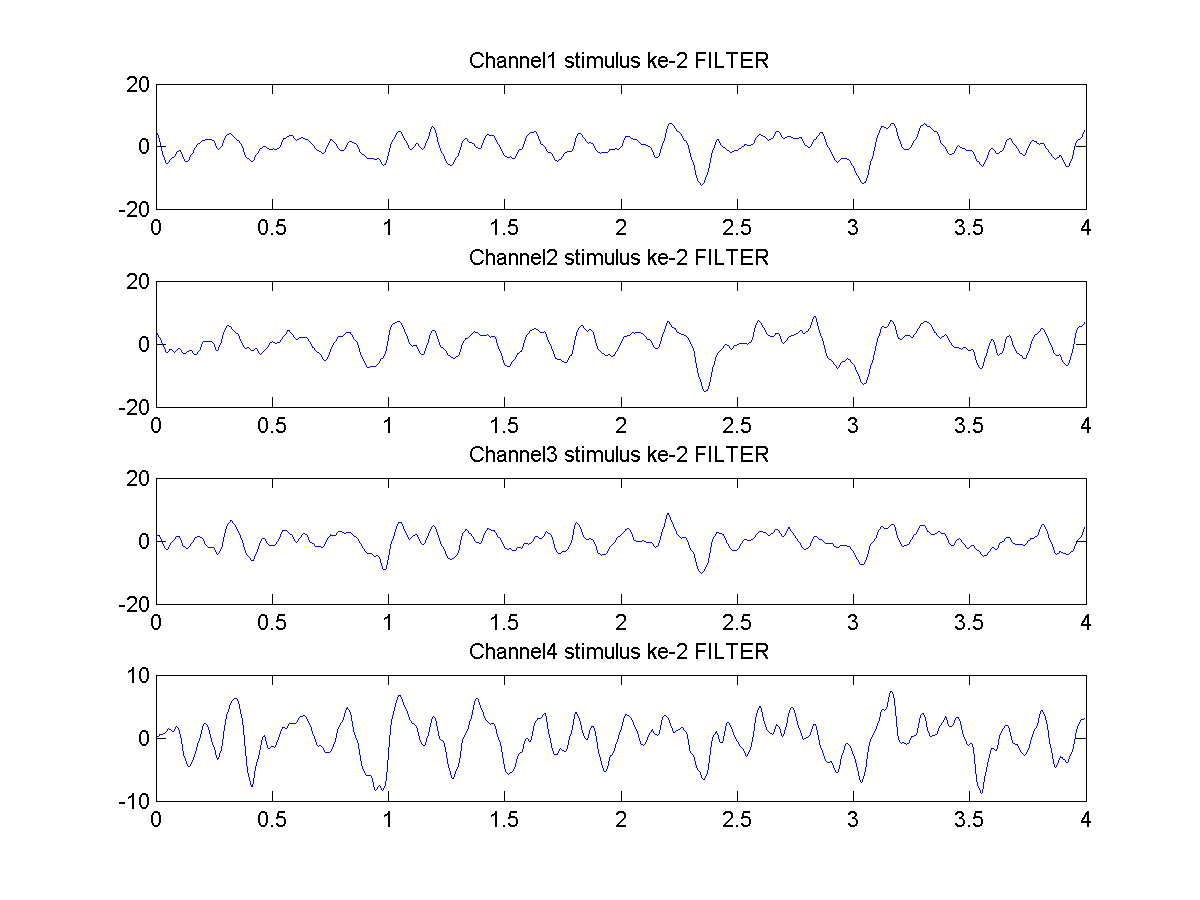 Channel1 stimulus ke-2 FILTER
20
0
-20
0 0.5 1 1.5 2 2.5 3 3.5 4
Channel2 stimulus ke-2 FILTER
20
0
-20
0 0.5 1 1.5 2 2.5 3 3.5 4
Channel3 stimulus ke-2 FILTER
20
0
-20
0 0.5 1 1.5 2 2.5 3 3.5 4
Channel4 stimulus ke-2 FILTER
10
0
-10
0 0.5 1 1.5 2 2.5 3 3.5 4